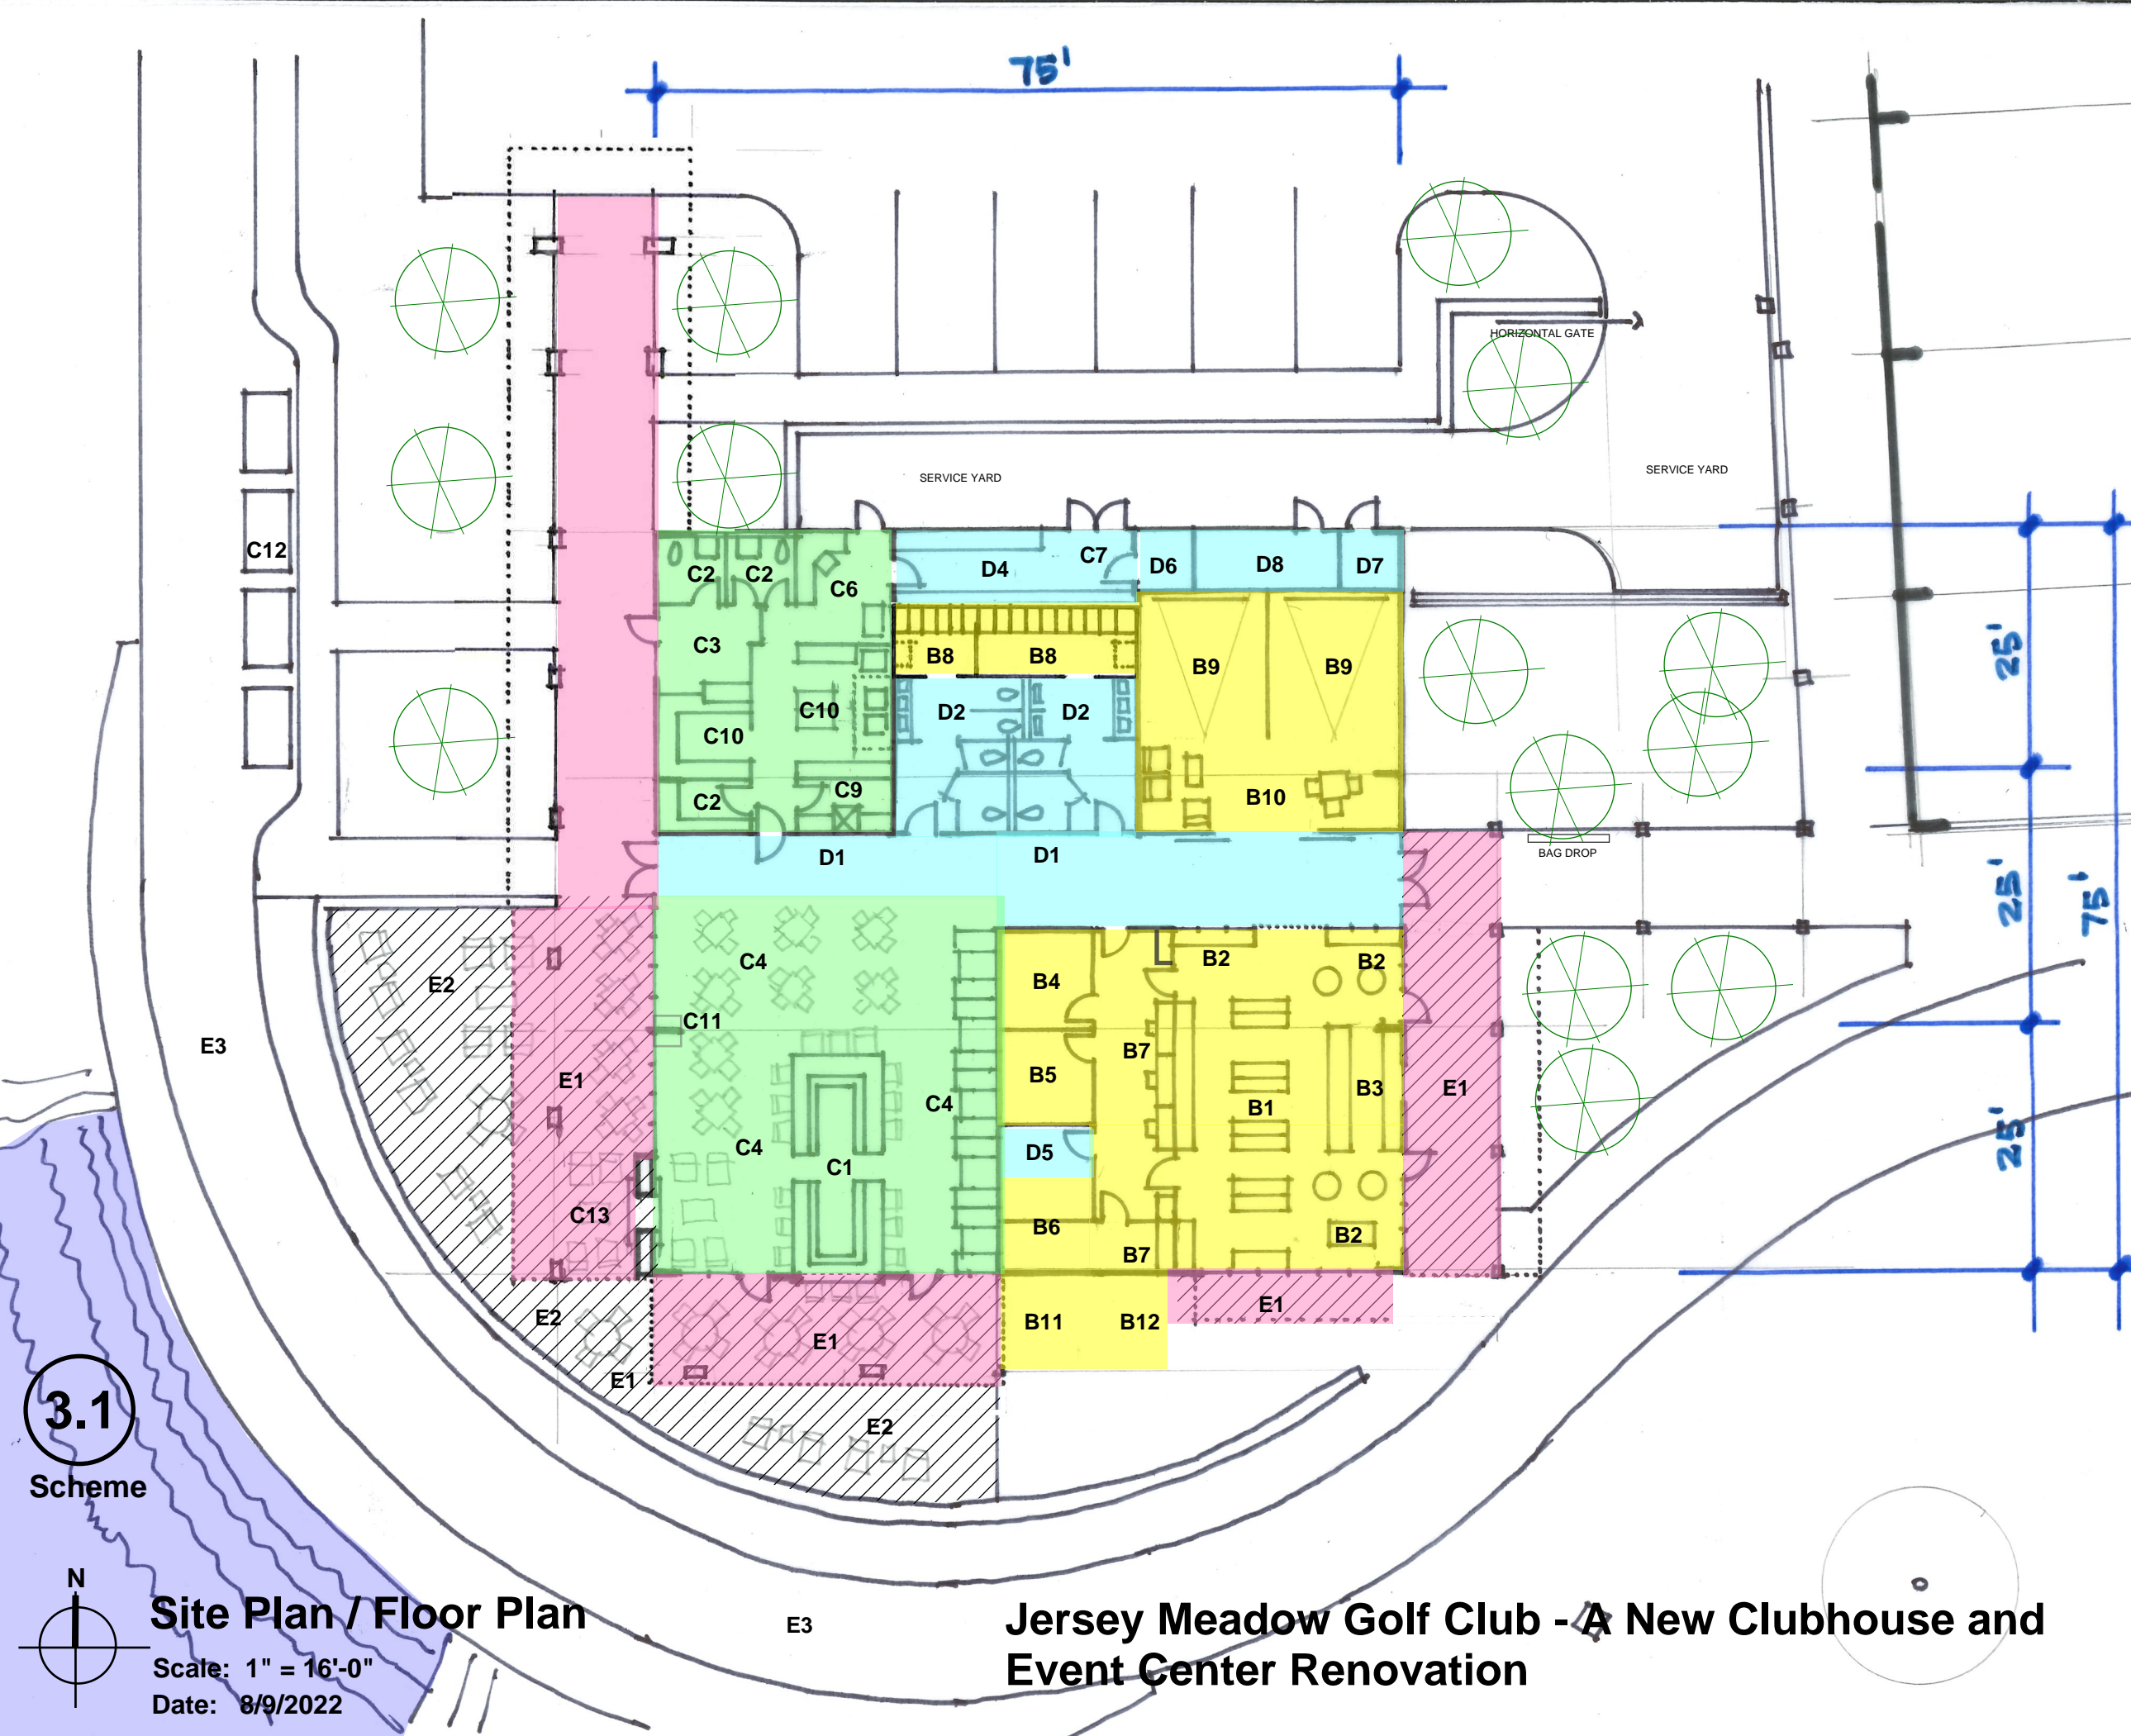 75'
HORIZONTAL GATE
SERVICE YARD
SERVICE YARD
C12
C2
C2
C6
D4
C7
D6
D8
D7
C3
B8
B8
B9
B9
25'
C10
C10
D2
D2
C2
C9
B10
D1
D1
BAG DROP
25'
75'
E2
C4
B4
B2
B2
C11
E3
E1
B5
B7
B1
B3
E1
C4
C4
C1
D5
25'
C13
B6
B7
B2
E2
E1
B11
B12
E1
E1
E2
3.1
Scheme
N
Site Plan / Floor Plan
Scale: 1" = 16'-0"
Date: 8/9/2022
E3
Jersey Meadow Golf Club - A New Clubhouse and
Event Center Renovation